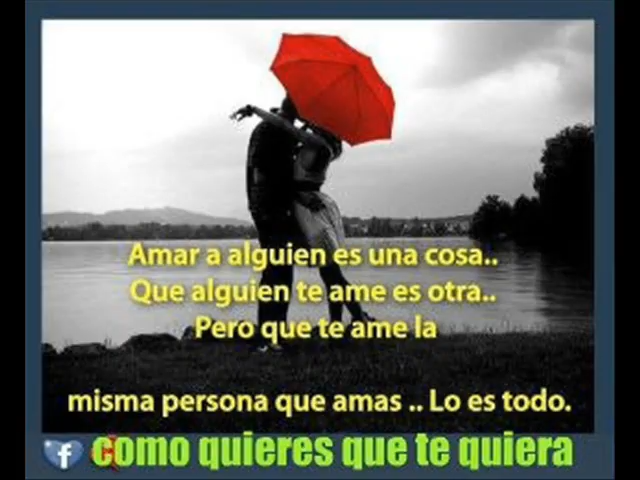 Amar a alguien es una cosa..
Que alguien te ame es otra..
Pero que te ame la
misma persona que amas .. Lo es todo.
f como quieres que te quiera